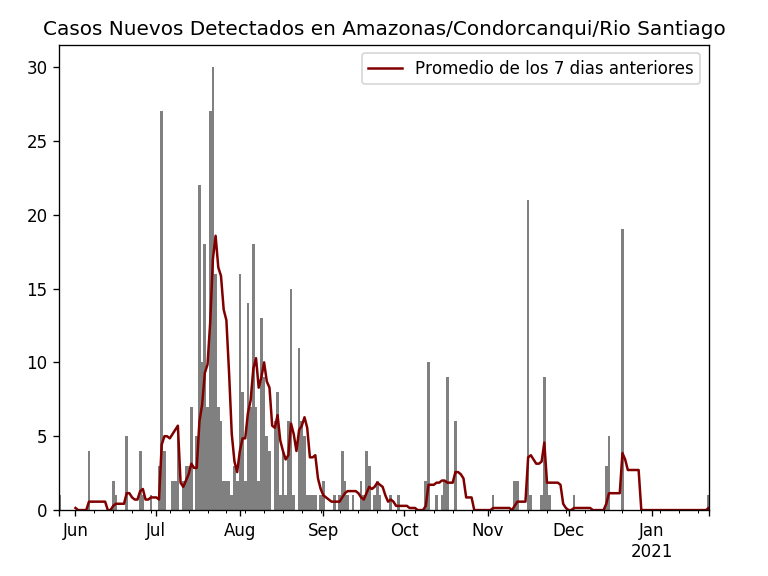 Casos Nuevos Detectados en Amazonas/Condorcanqui/Rio Santiago
Promedio de los 7 dias anteriores
30
25
20
15
10
5
0
Jun Jul Aug Sep Oct Nov Dec Jan
2021